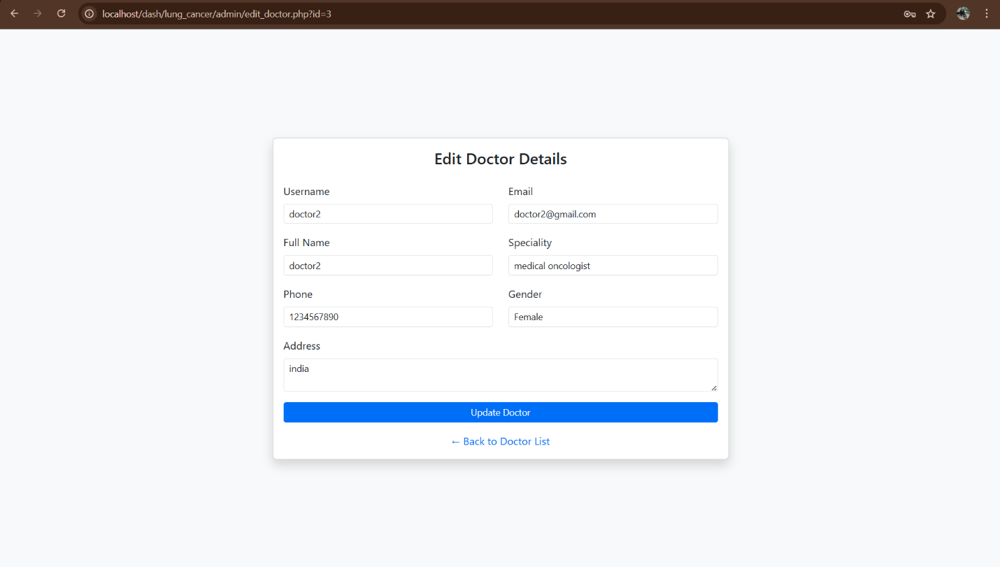 localhost/dash/lung_cancer/admin/edit_doctor.php?id=3
Edit Doctor Details
Username Email
doctor2 doctor2@gmail.com
Full Name Speciality
doctor2 medical oncologist
Phone Gender
1234567890 Female
Address
india
Update Doctor
← Back to Doctor List